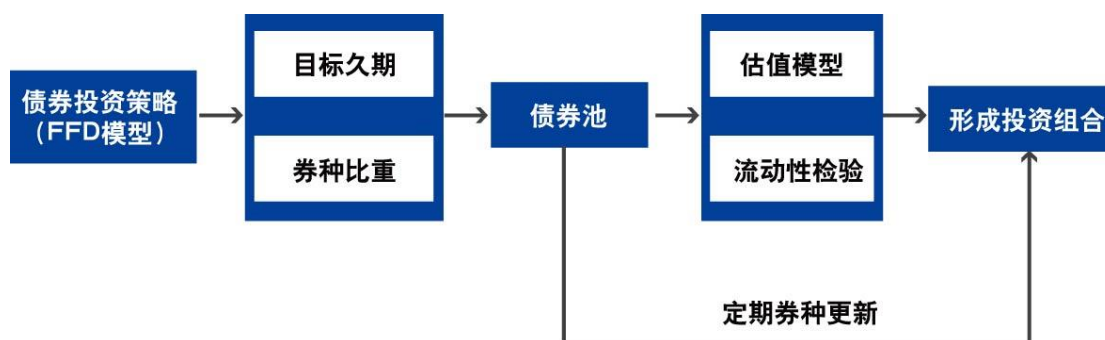 债券投资策略
（FFD模型）
目标久期
券种比重
债券池
估值模型
流动性检验
形成投资组合
定期券种更新